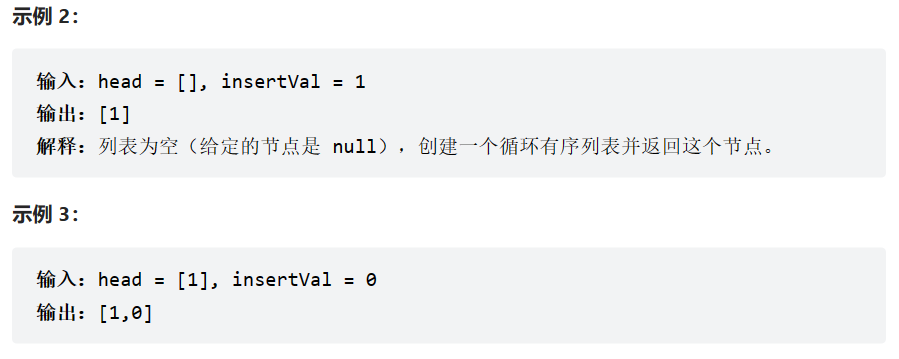 示例 2：
输入：head = [], insertVal = 1
输出：[1]
解释：列表为空（给定的节点是 null），创建一个循环有序列表并返回这个节点。
示例 3：
输入：head = [1], insertVal = 0
输出：[1,0]